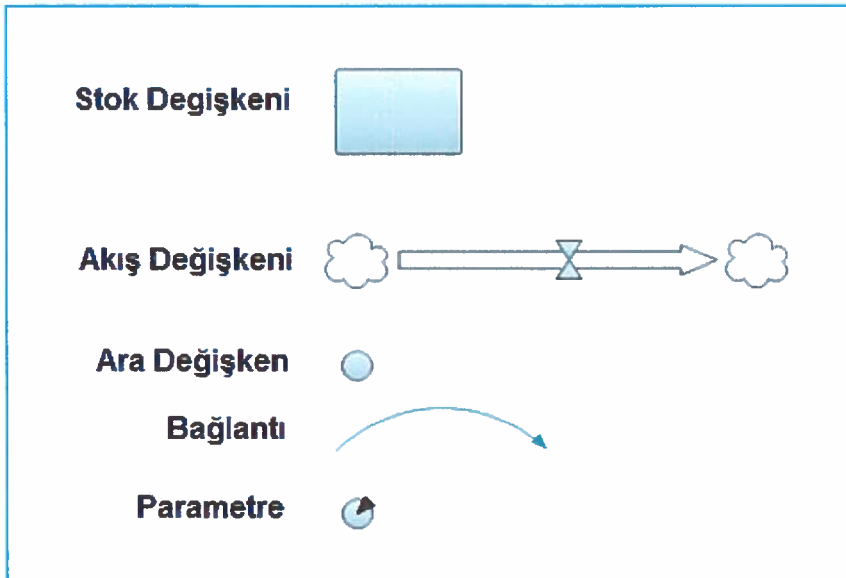 Stok Degişkeni
Akış Değişkeni
Ara Değişken
Bağlantı
Parametre